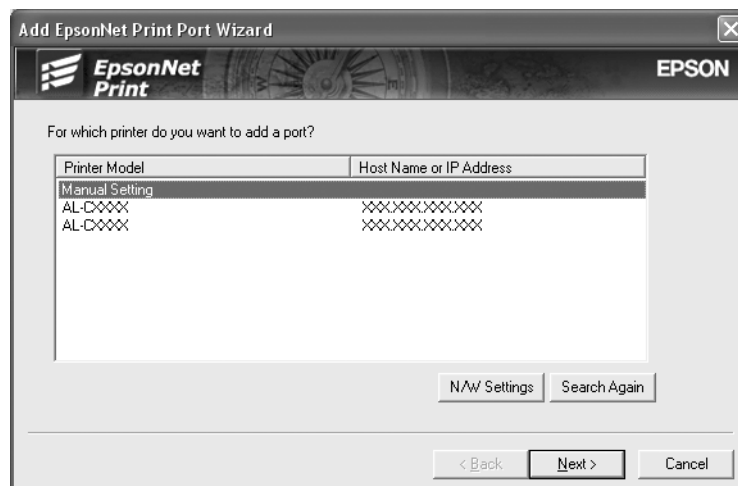 Add EpsonNet Print Port Wizard
EpsonNet
Print
EPSON
For which printer do you want to add a port?
Printer Model Host Name or IP Address
Manual Setting
AL-CXXXX XXX.XXX.XXX.XXX
AL-CXXXX XXX.XXX.XXX.XXX
N/W Settings Search Again
< Back Next > Cancel